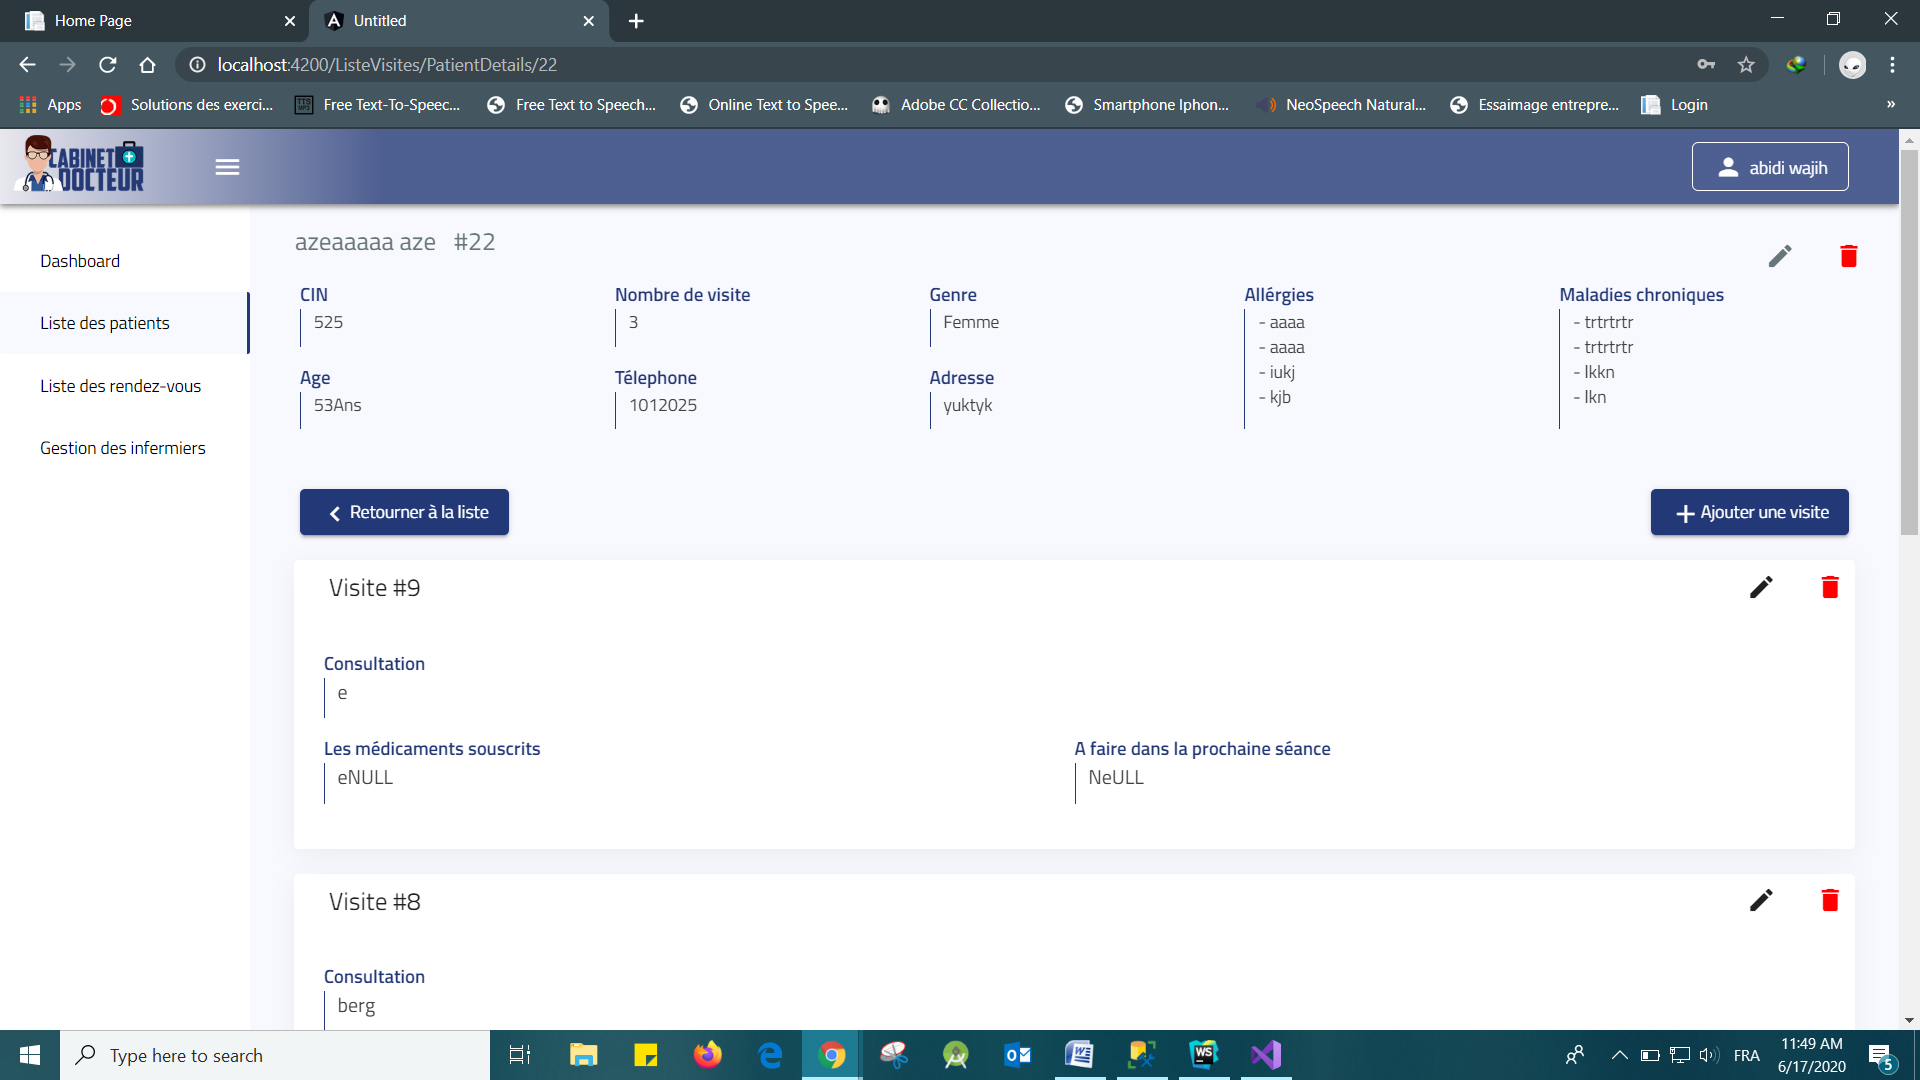 Home Page
Untitled
localhost:4200/ListeVisites/PatientDetails/22
Apps
Solutions des exerci...
TTS
MP3
Free Text-To-Speec...
Free Text to Speech...
Online Text to Spee...
Adobe CC Collectio...
Smartphone Iphon...
NeoSpeech Natural...
Essaimage entrepre...
Login
»
CABINET
DOCTEUR
abidi wajih
Dashboard
Liste des patients
Liste des rendez-vous
Gestion des infermiers
azeaaaaa aze #22
CIN
525
Nombre de visite
3
Genre
Femme
Allérgies
- aaaa
- aaaa
- iukj
- kjb
Maladies chroniques
- trtrtrtr
- trtrtrtr
- lkkn
- lkn
Age
53Ans
Télephone
1012025
Adresse
yuktyk
Retourner à la liste
Ajouter une visite
Visite #9
Consultation
e
Les médicaments souscrits
eNULL
A faire dans la prochaine séance
NeULL
Visite #8
Consultation
berg
Type here to search
WS
FRA
11:49 AM
6/17/2020
5